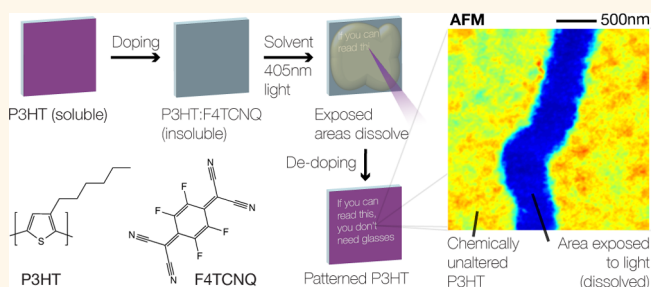 AFM
500nm
Doping
Solvent
405nm
light
If you can
read thi
P3HT (soluble)
P3HT:F4TCNQ
(insoluble)
Exposed
areas dissolve
De-doping
If you can
read this,
you don't
need glasses
Patterned P3HT
N
N
F
F
F
F
N
N
P3HT
F4TCNQ
S
Chemically
unaltered
P3HT
Area exposed
to light
(dissolved)